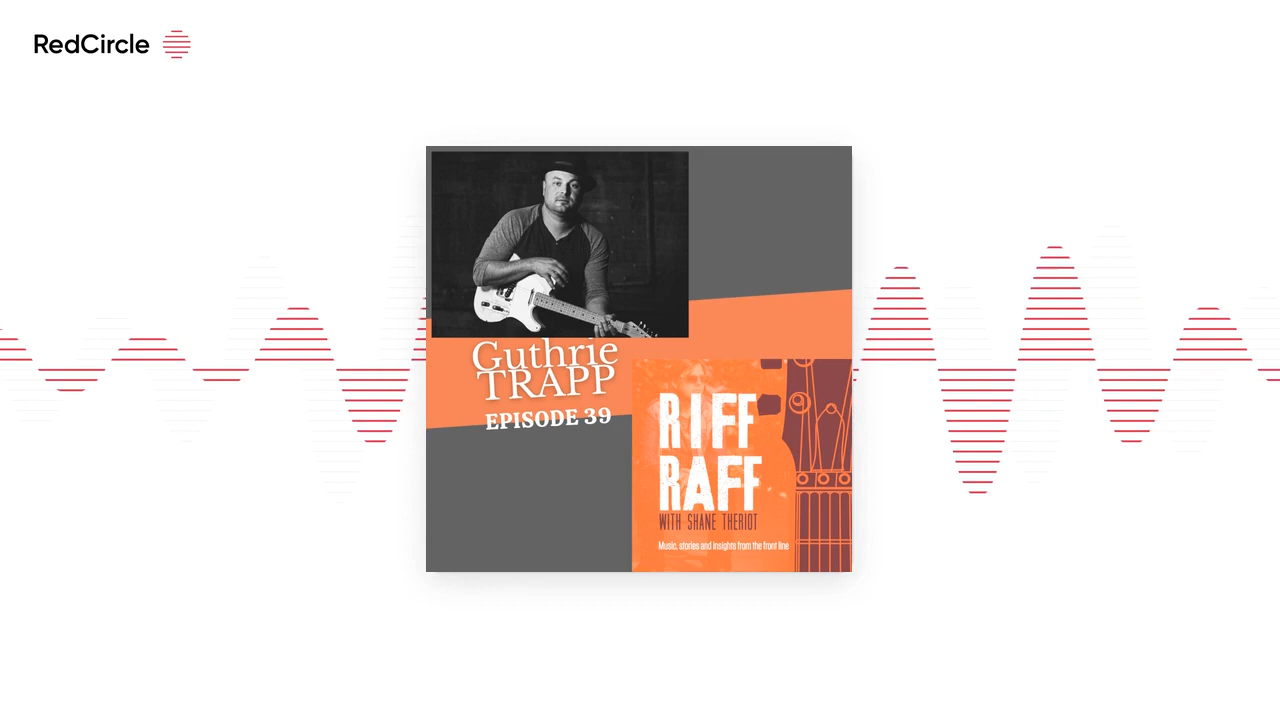 RedCircle
Guthrie
TRAPP
EPISODE 39
RIFF
RAFF
WITH SHANE THERIOT
Music, stories and insights from the front line